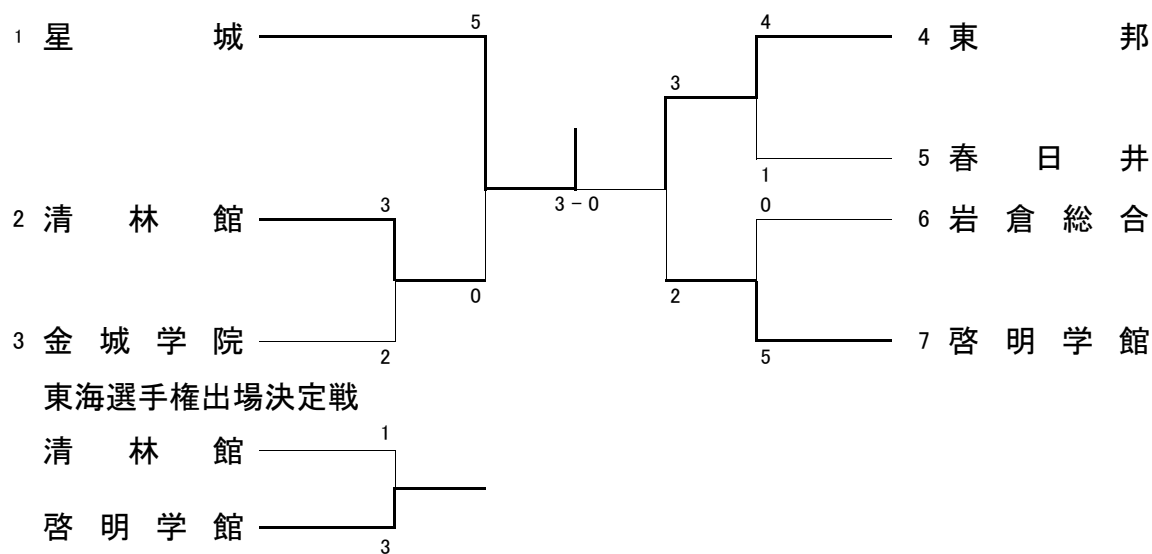 1 星城 5
2 清林館 3
0
3 金城学院 2
3-0
4 4 東邦
3
1 5 春日井
0 6 岩倉総合
2
5 7 啓明学館
東海選手権出場決定戦
清林館 1
啓明学館 3